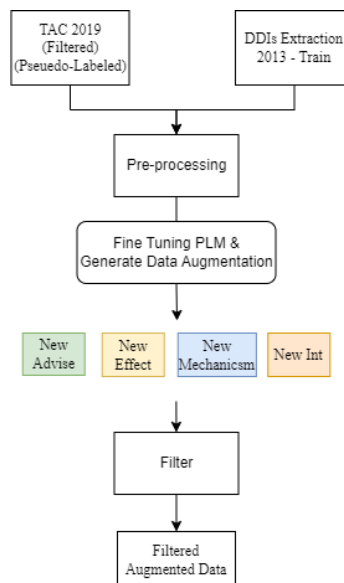 TAC 2019
(Filtered)
(Pseuedo-Labeled)
DDIs Extraction
2013 - Train
Pre-processing
Fine Tuning PLM &
Generate Data Augmentation
New
Advise
New
Effect
New
Mechanicsm
New Int
Filter
Filtered
Augmented Data